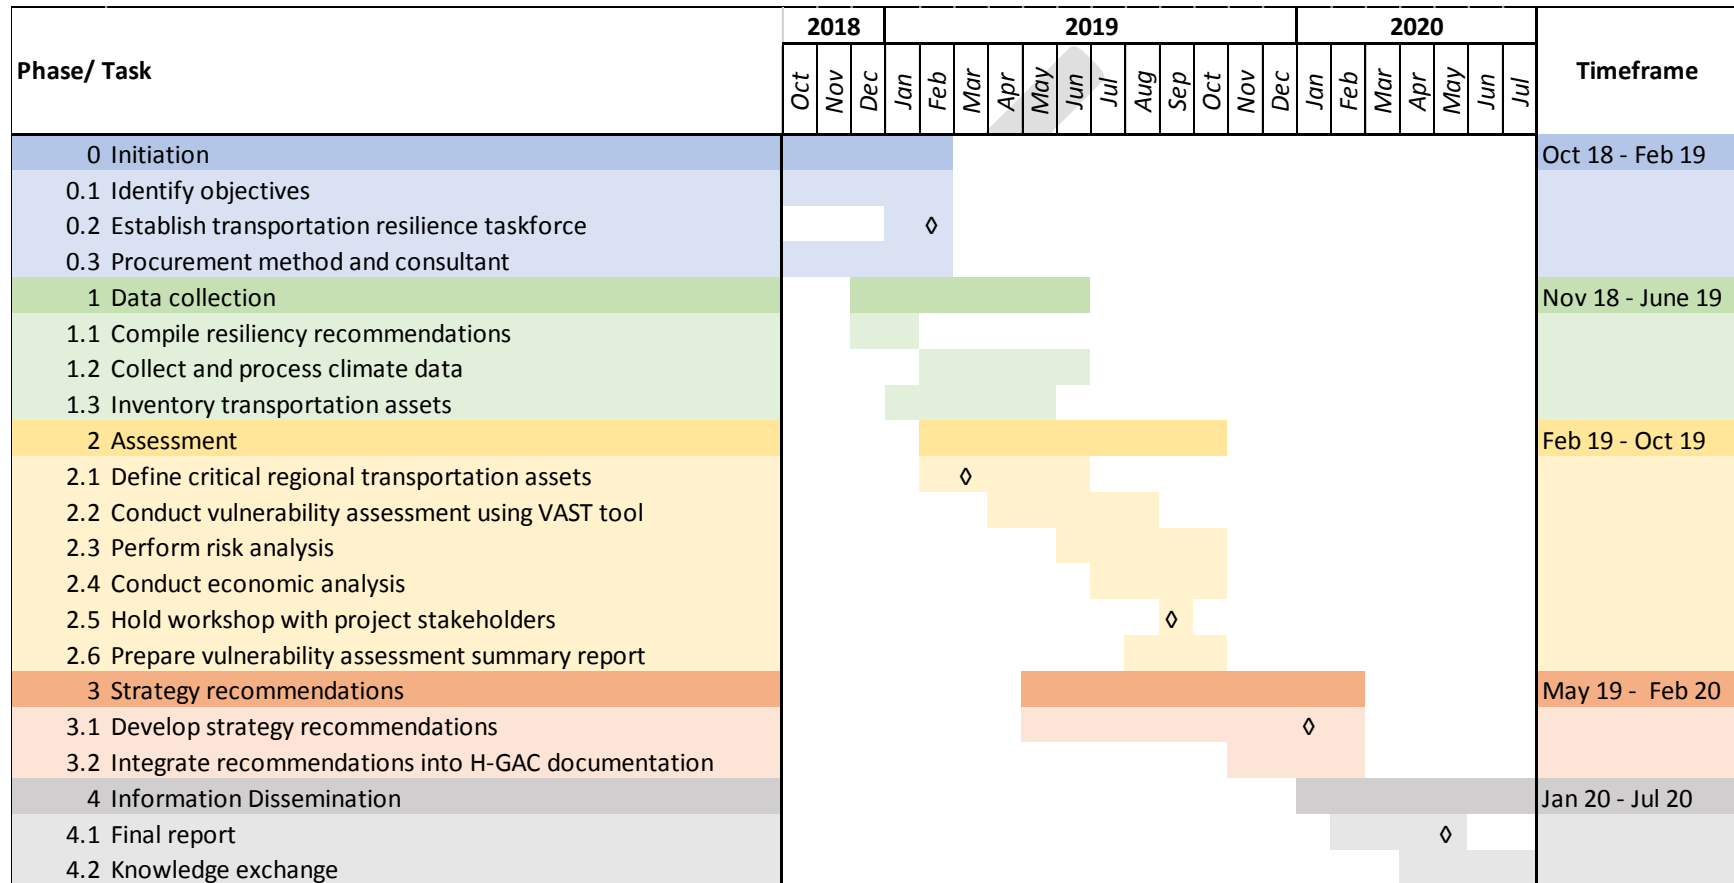 2018 2019 2020
Phase/ Task Oct Nov Dec Jan Feb Mar Apr May Jun Jul Aug Sep Oct Nov Dec Jan Feb Mar Apr May Jun Jul Timeframe
0 Initiation Oct 18 - Feb 19
0.1 Identify objectives
0.2 Establish transportation resilience taskforce ◊
0.3 Procurement method and consultant
1 Data collection Nov 18 - June 19
1.1 Compile resiliency recommendations
1.2 Collect and process climate data
1.3 Inventory transportation assets
2 Assessment Feb 19 - Oct 19
2.1 Define critical regional transportation assets ◊
2.2 Conduct vulnerability assessment using VAST tool
2.3 Perform risk analysis
2.4 Conduct economic analysis
2.5 Hold workshop with project stakeholders ◊
2.6 Prepare vulnerability assessment summary report
3 Strategy recommendations May 19 - Feb 20
3.1 Develop strategy recommendations ◊
3.2 Integrate recommendations into H-GAC documentation
4 Information Dissemination Jan 20 - Jul 20
4.1 Final report ◊
4.2 Knowledge exchange